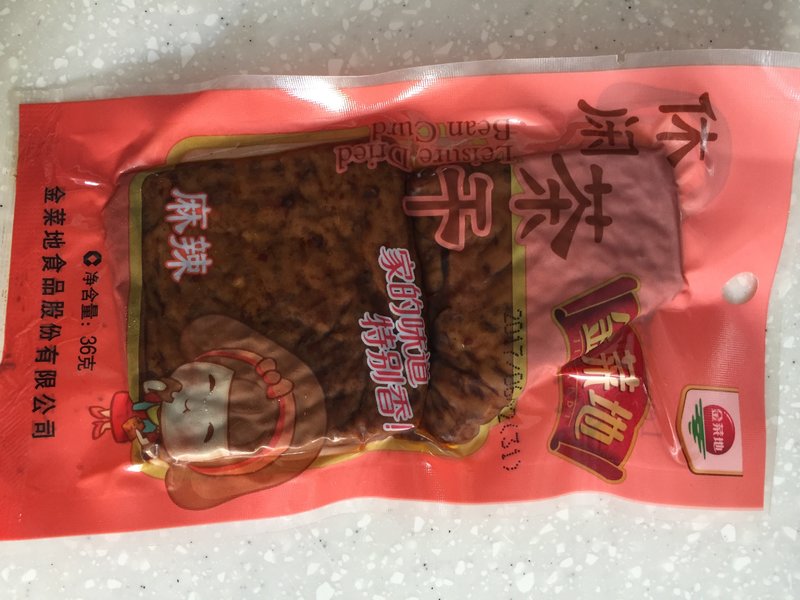 金菜地
金菜地
休闲
茶干
Leisure Dried
Bean Curd
家的味道
特别香!
麻辣
净含量：36克
金菜地食品股份有限公司